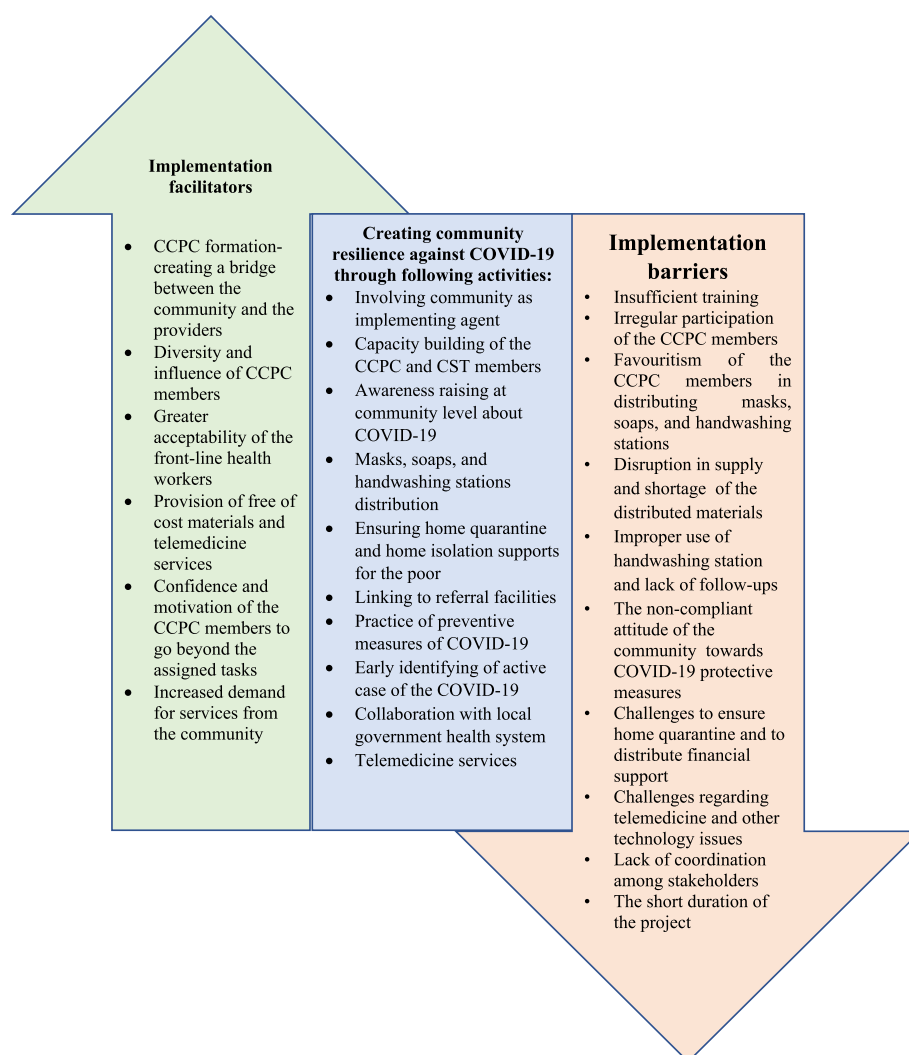 Implementation
facilitators
• CCPC formation-
creating a bridge
between the
community and the
providers
• Diversity and
influence of CCPC
members
• Greater
acceptability of the
front-line health
workers
• Provision of free of
cost materials and
telemedicine
services
• Confidence and
motivation of the
CCPC members to
go beyond the
assigned tasks
• Increased demand
for services from
the community
Creating community
resilience against COVID-19
through following activities:
• Involving community as
implementing agent
• Capacity building of the
CCPC and CST members
• Awareness raising at
community level about
COVID-19
• Masks, soaps, and
handwashing stations
distribution
• Ensuring home quarantine
and home isolation supports
for the poor
• Linking to referral facilities
• Practice of preventive
measures of COVID-19
• Early identifying of active
case of the COVID-19
• Collaboration with local
government health system
• Telemedicine services
Implementation
barriers
• Insufficient training
• Irregular participation
of the CCPC members
• Favouritism of the
CCPC members in
distributing masks,
soaps, and handwashing
stations
• Disruption in supply
and shortage of the
distributed materials
• Improper use of
handwashing station
and lack of follow-ups
• The non-compliant
attitude of the
community towards
COVID-19 protective
measures
• Challenges to ensure
home quarantine and to
distribute financial
support
• Challenges regarding
telemedicine and other
technology issues
• Lack of coordination
among stakeholders
• The short duration of
the project